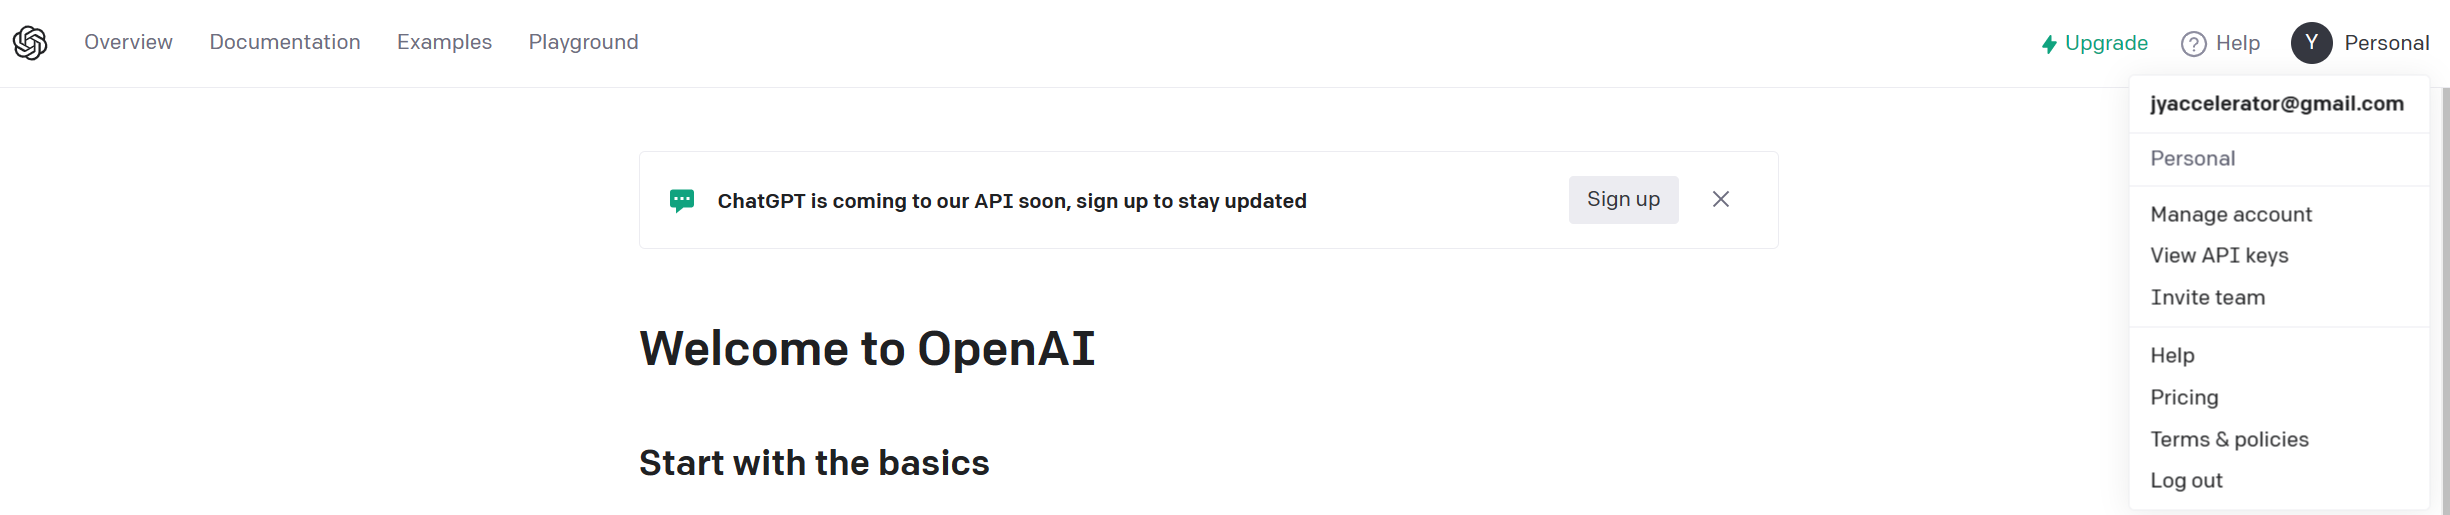 Overview Documentation Examples Playground Upgrade ? Help Y Personal
jyaccelerator@gmail.com
Personal
Manage account
View API keys
Invite team
Help
Pricing
Terms & policies
Log out
ChatGPT is coming to our API soon, sign up to stay updated Sign up
Welcome to OpenAI
Start with the basics